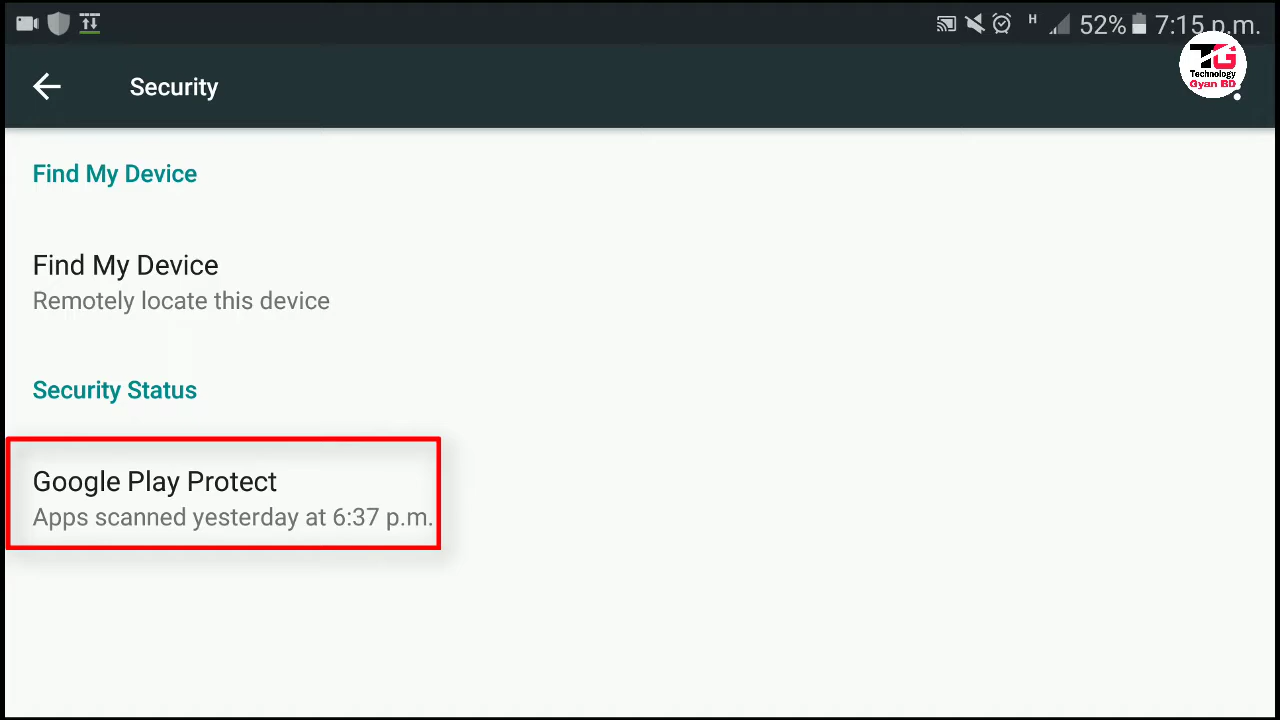 H 52% 7:15 p.m.
TG
Technology
Gyan BD
Security
Find My Device
Find My Device
Remotely locate this device
Security Status
Google Play Protect
Apps scanned yesterday at 6:37 p.m.